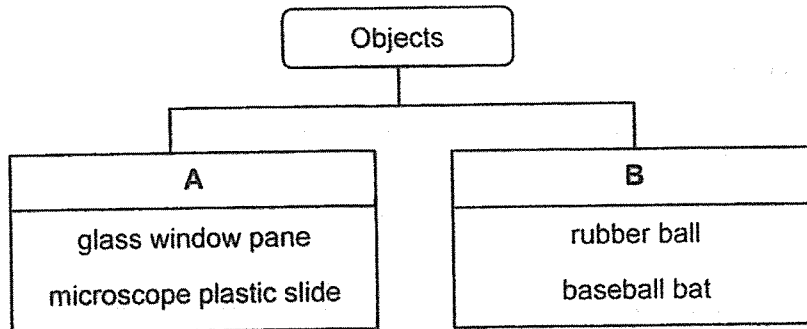 Objects
A
glass window pane
microscope plastic slide
B
rubber ball
baseball bat